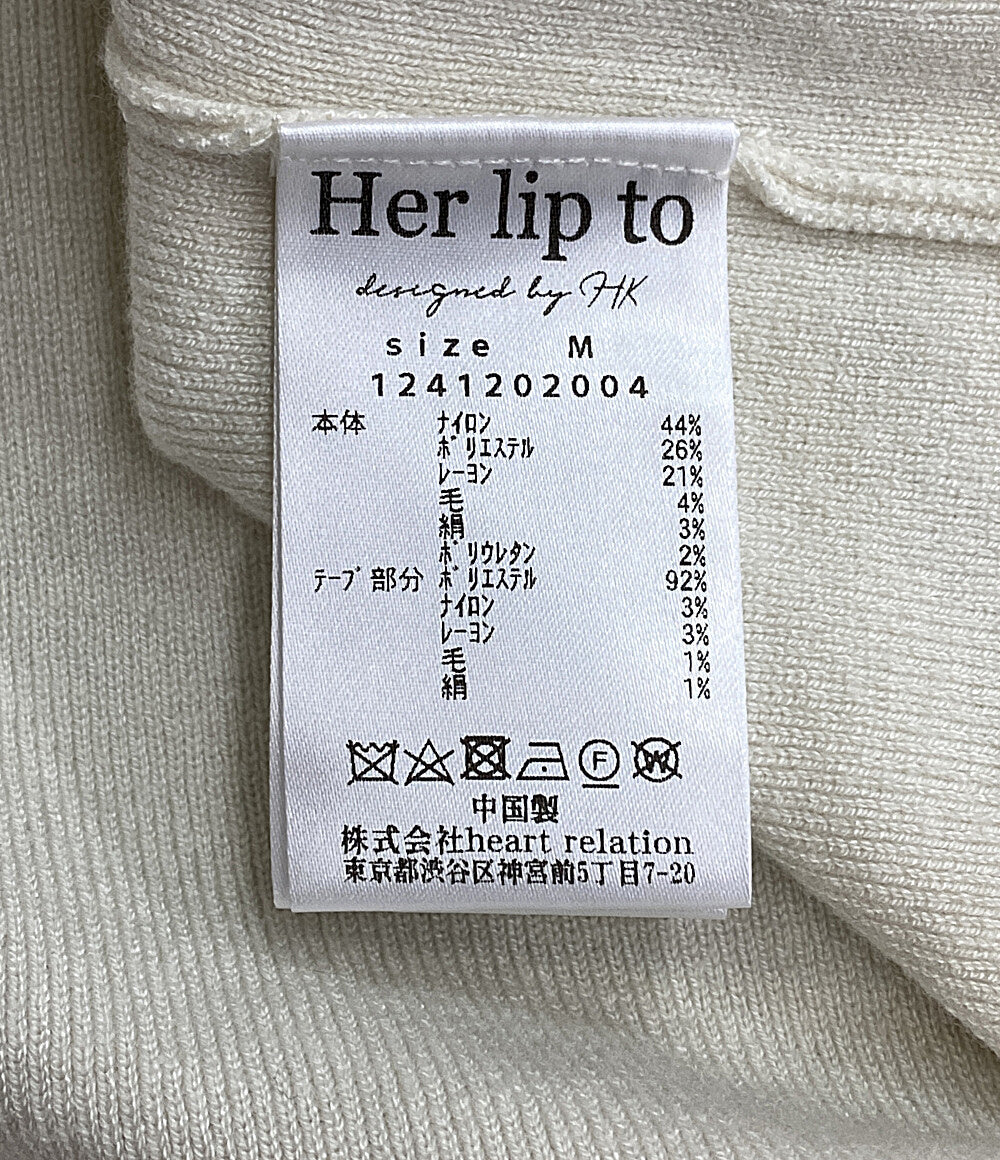 Her lip to
designed by HK
size M
1241202004
本体 ナイロン 44%
ポリエステル 26%
レーヨン 21%
毛 4%
絹 3%
ポリウレタン 2%
テープ部分 ポリエステル 92%
ナイロン 3%
レーヨン 3%
毛 1%
絹 1%
F W
中国製
株式会社heart relation
東京都渋谷区神宮前5丁目7-20